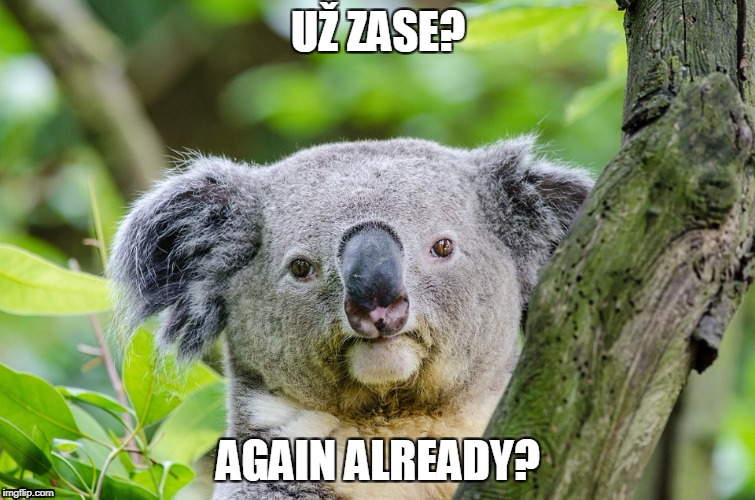 UŽ ZASE?
AGAIN ALREADY?
imgflip.com